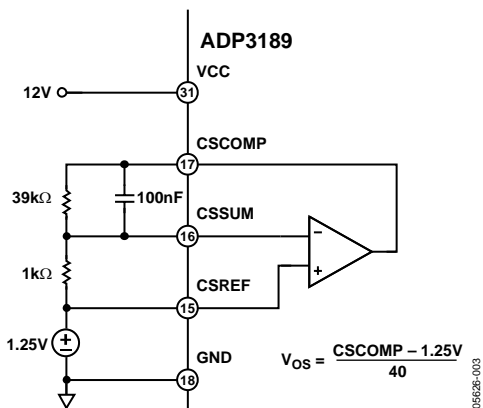 ADP3189
VCC
12V
31
CSCOMP
17
39kΩ
100nF
CSSUM
16
−
1kΩ
+
CSREF
15
1.25V
+
−
GND
18
VOS = CSCOMP – 1.25V
40
05626-003